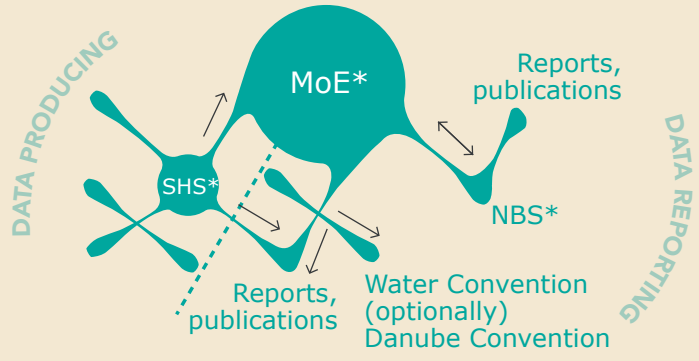 DATA PRODUCING
MoE*
Reports,
publications
SHS*
NBS*
DATA REPORTING
Reports,
publications
Water Convention
(optionally)
Danube Convention